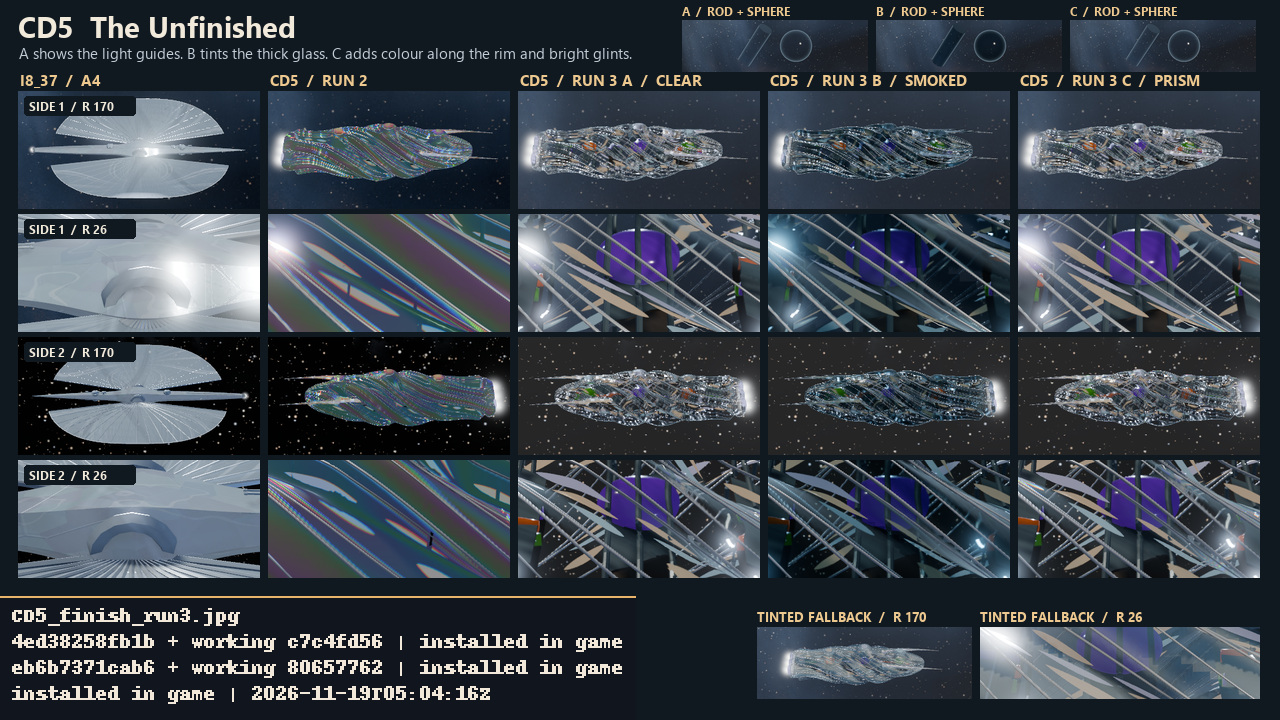 CD5 The Unfinished
A shows the light guides. B tints the thick glass. C adds colour along the rim and bright glints.
A / ROD + SPHERE
B / ROD + SPHERE
C / ROD + SPHERE
I8_37 / A4
CD5 / RUN 2
CD5 / RUN 3 A / CLEAR
CD5 / RUN 3 B / SMOKED
CD5 / RUN 3 C / PRISM
SIDE 1 / R 170
SIDE 1 / R 26
SIDE 2 / R 170
SIDE 2 / R 26
CD5_finish_run3.jpg
4ed38258fb1b + working c7c4fd56 | installed in game
eb6b7371cab6 + working 80657762 | installed in game
installed in game | 2026-11-19T05:04:16Z
TINTED FALLBACK / R 170
TINTED FALLBACK / R 26